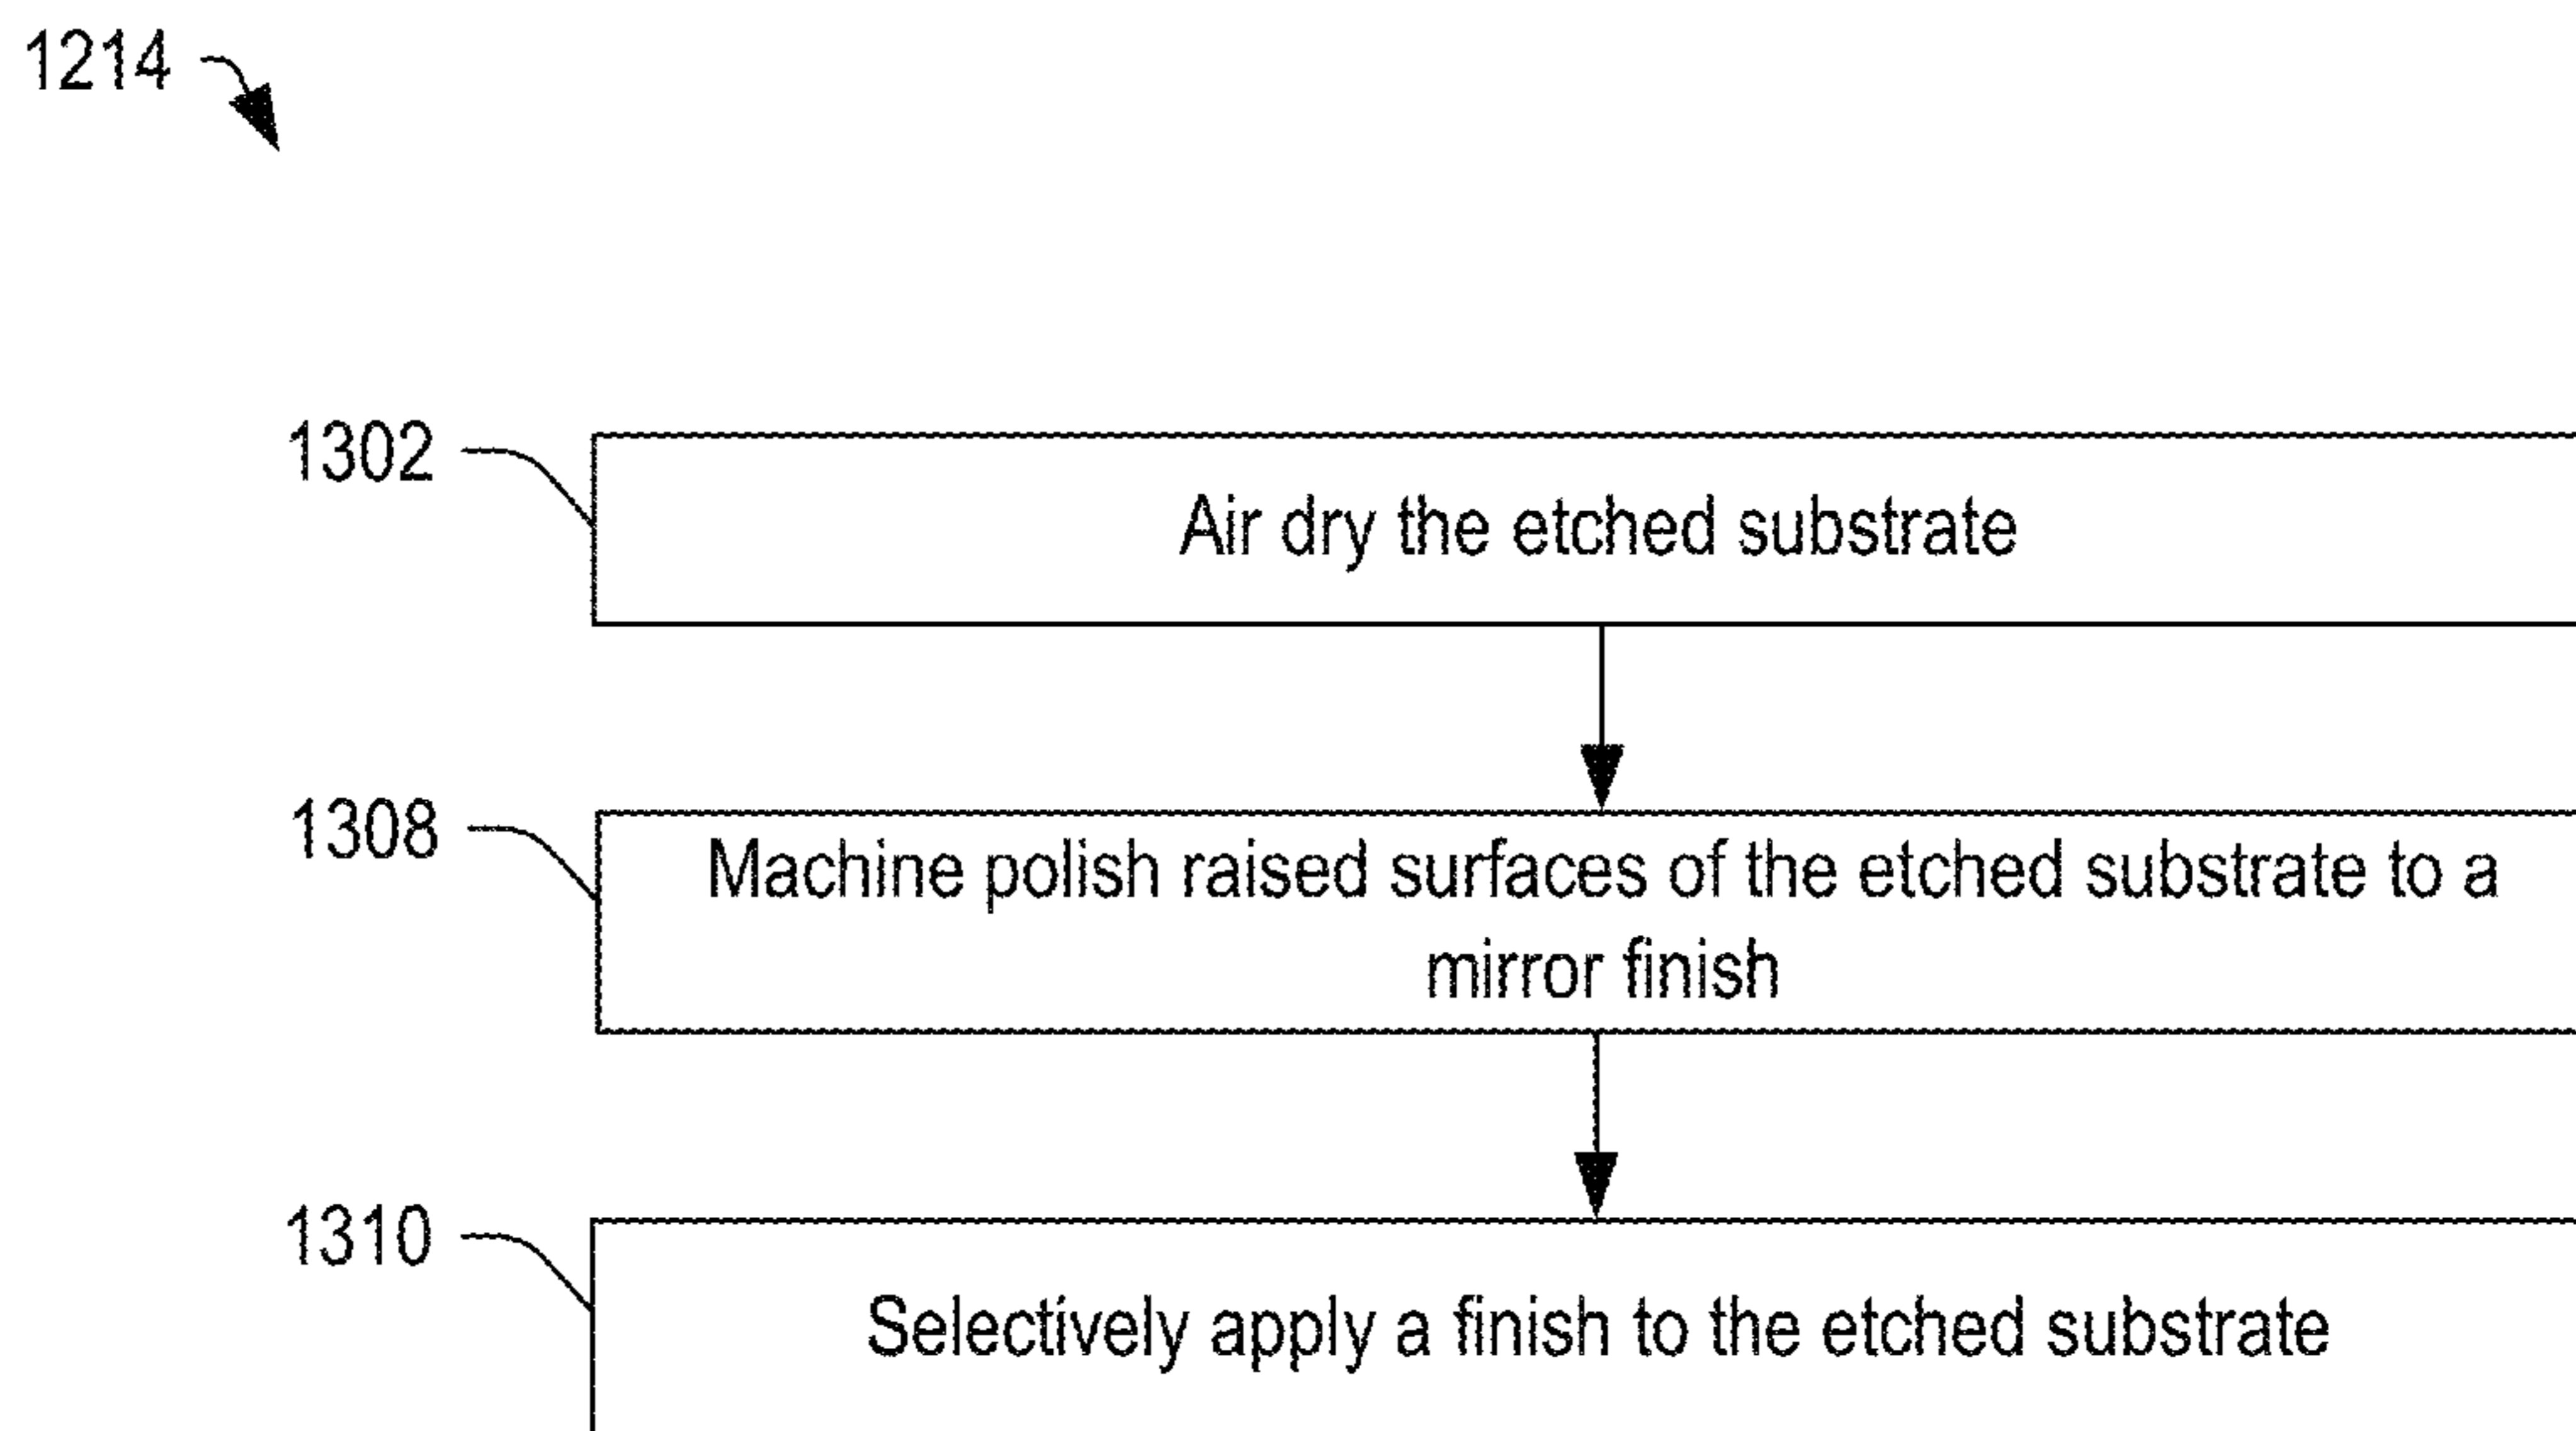 1214
1302
Air dry the etched substrate
1308
Machine polish raised surfaces of the etched substrate to a
mirror finish
1310
Selectively apply a finish to the etched substrate